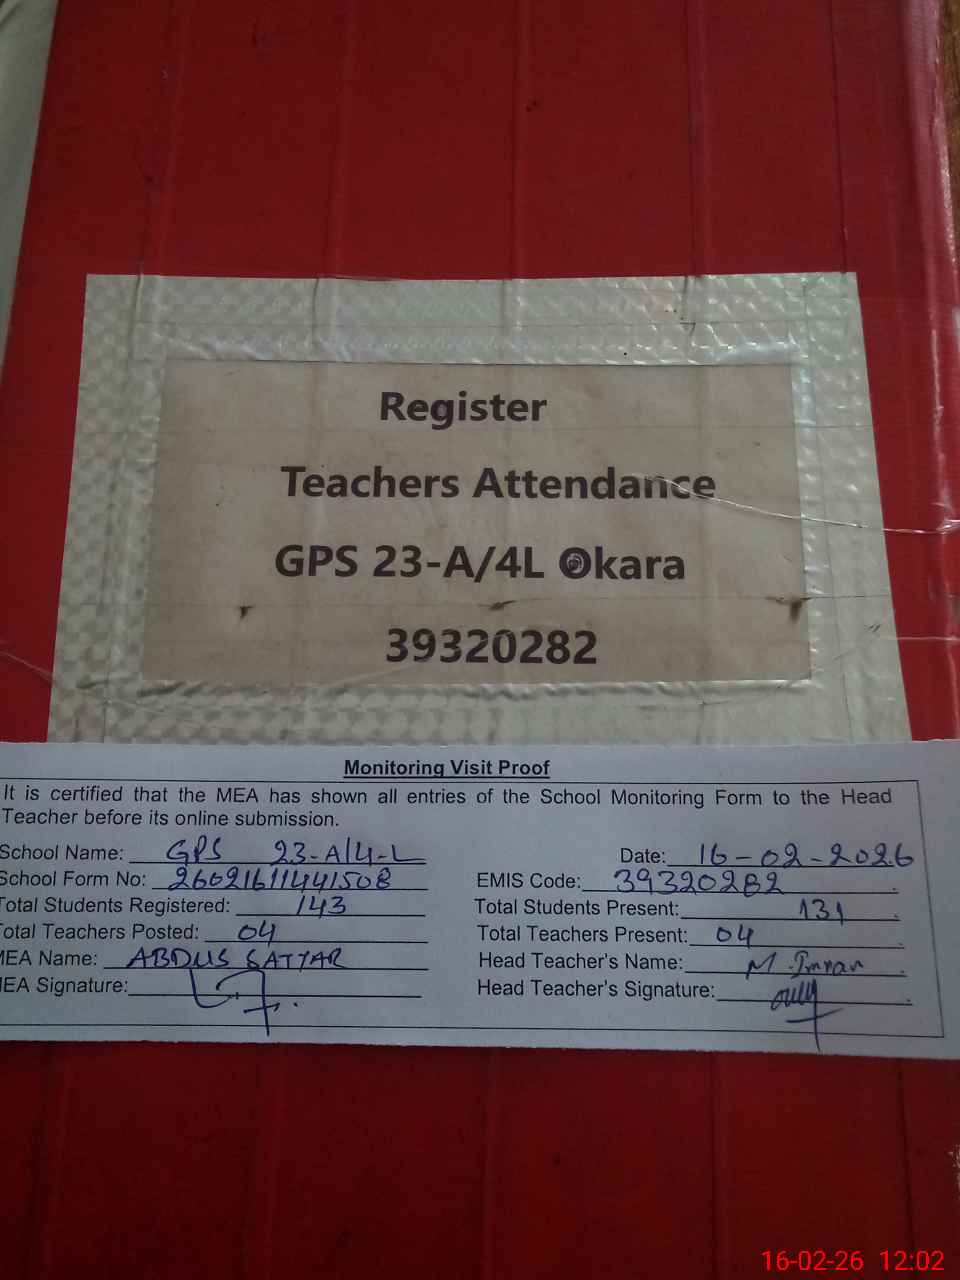 Register
Teachers Attendance
GPS 23-A/4L Okara
39320282
Monitoring Visit Proof
It is certified that the MEA has shown all entries of the School Monitoring Form to the Head
Teacher before its online submission.
School Name: GPS 23-A/4-L Date: 16-02-2026
School Form No: 26021611441508 EMIS Code: 39320282
Total Students Registered: 143 Total Students Present: 131
Total Teachers Posted: 04 Total Teachers Present: 04
MEA Name: ABDUS SATTAR Head Teacher's Name: M. Imran
MEA Signature: Head Teacher's Signature:
16-02-26 12:02